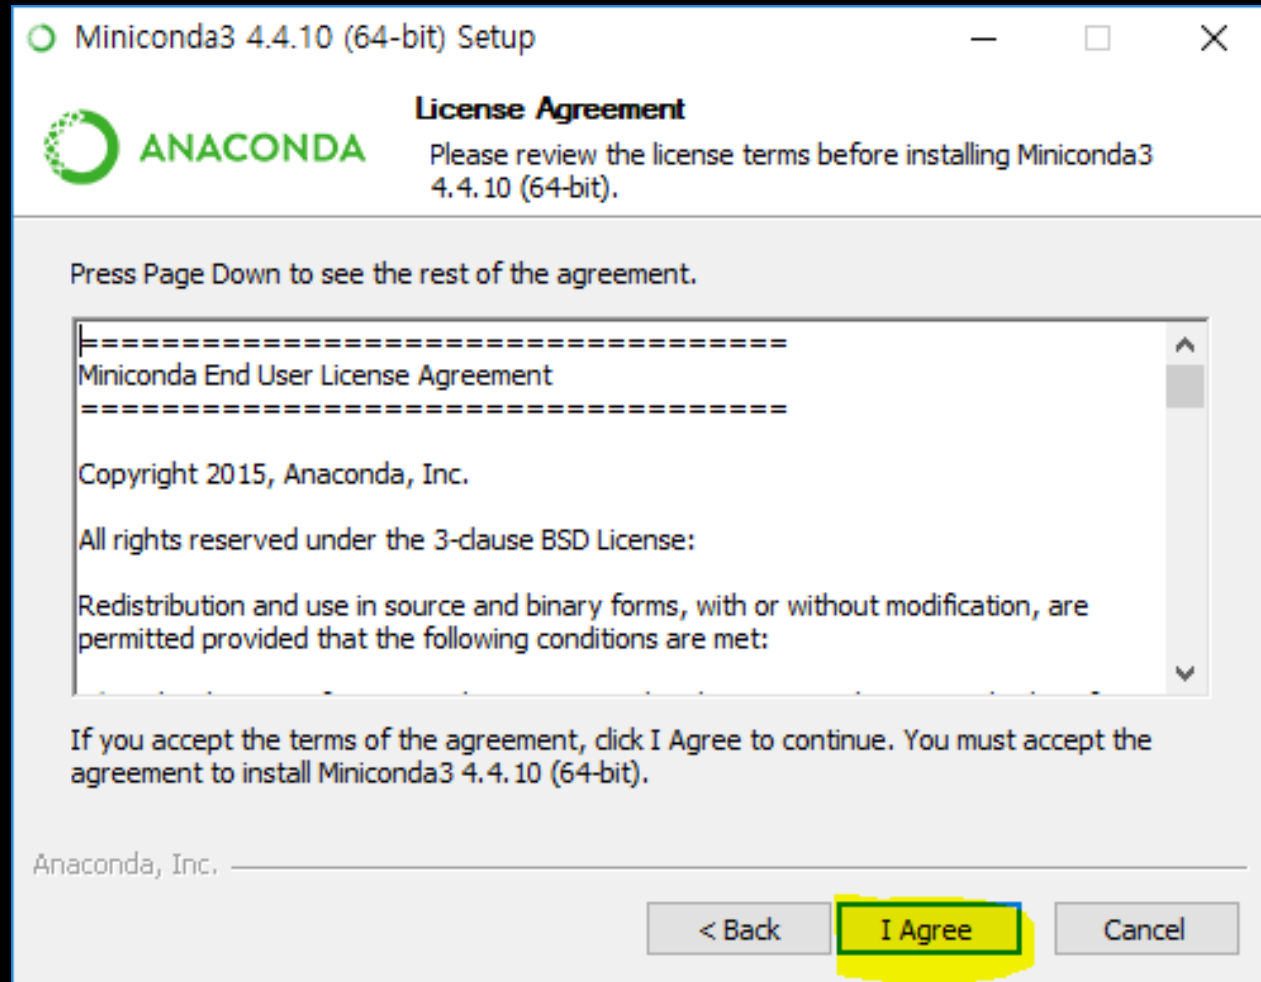 Miniconda3 4.4.10 (64-bit) Setup
ANACONDA
License Agreement
Please review the license terms before installing Miniconda3
4.4.10 (64-bit).
Press Page Down to see the rest of the agreement.
===================================
Miniconda End User License Agreement
===================================
Copyright 2015, Anaconda, Inc.
All rights reserved under the 3-clause BSD License:
Redistribution and use in source and binary forms, with or without modification, are
permitted provided that the following conditions are met:
If you accept the terms of the agreement, click I Agree to continue. You must accept the
agreement to install Miniconda3 4.4.10 (64-bit).
Anaconda, Inc.
< Back
I Agree
Cancel